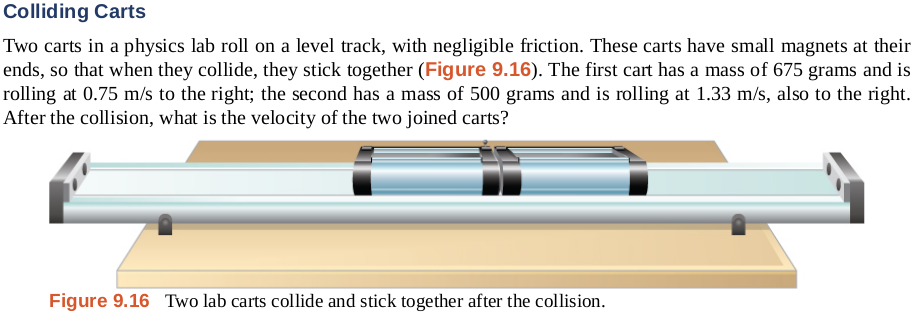 Colliding Carts
Two carts in a physics lab roll on a level track, with negligible friction. These carts have small magnets at their
ends, so that when they collide, they stick together (Figure 9.16). The first cart has a mass of 675 grams and is
rolling at 0.75 m/s to the right; the second has a mass of 500 grams and is rolling at 1.33 m/s, also to the right.
After the collision, what is the velocity of the two joined carts?
Figure 9.16 Two lab carts collide and stick together after the collision.